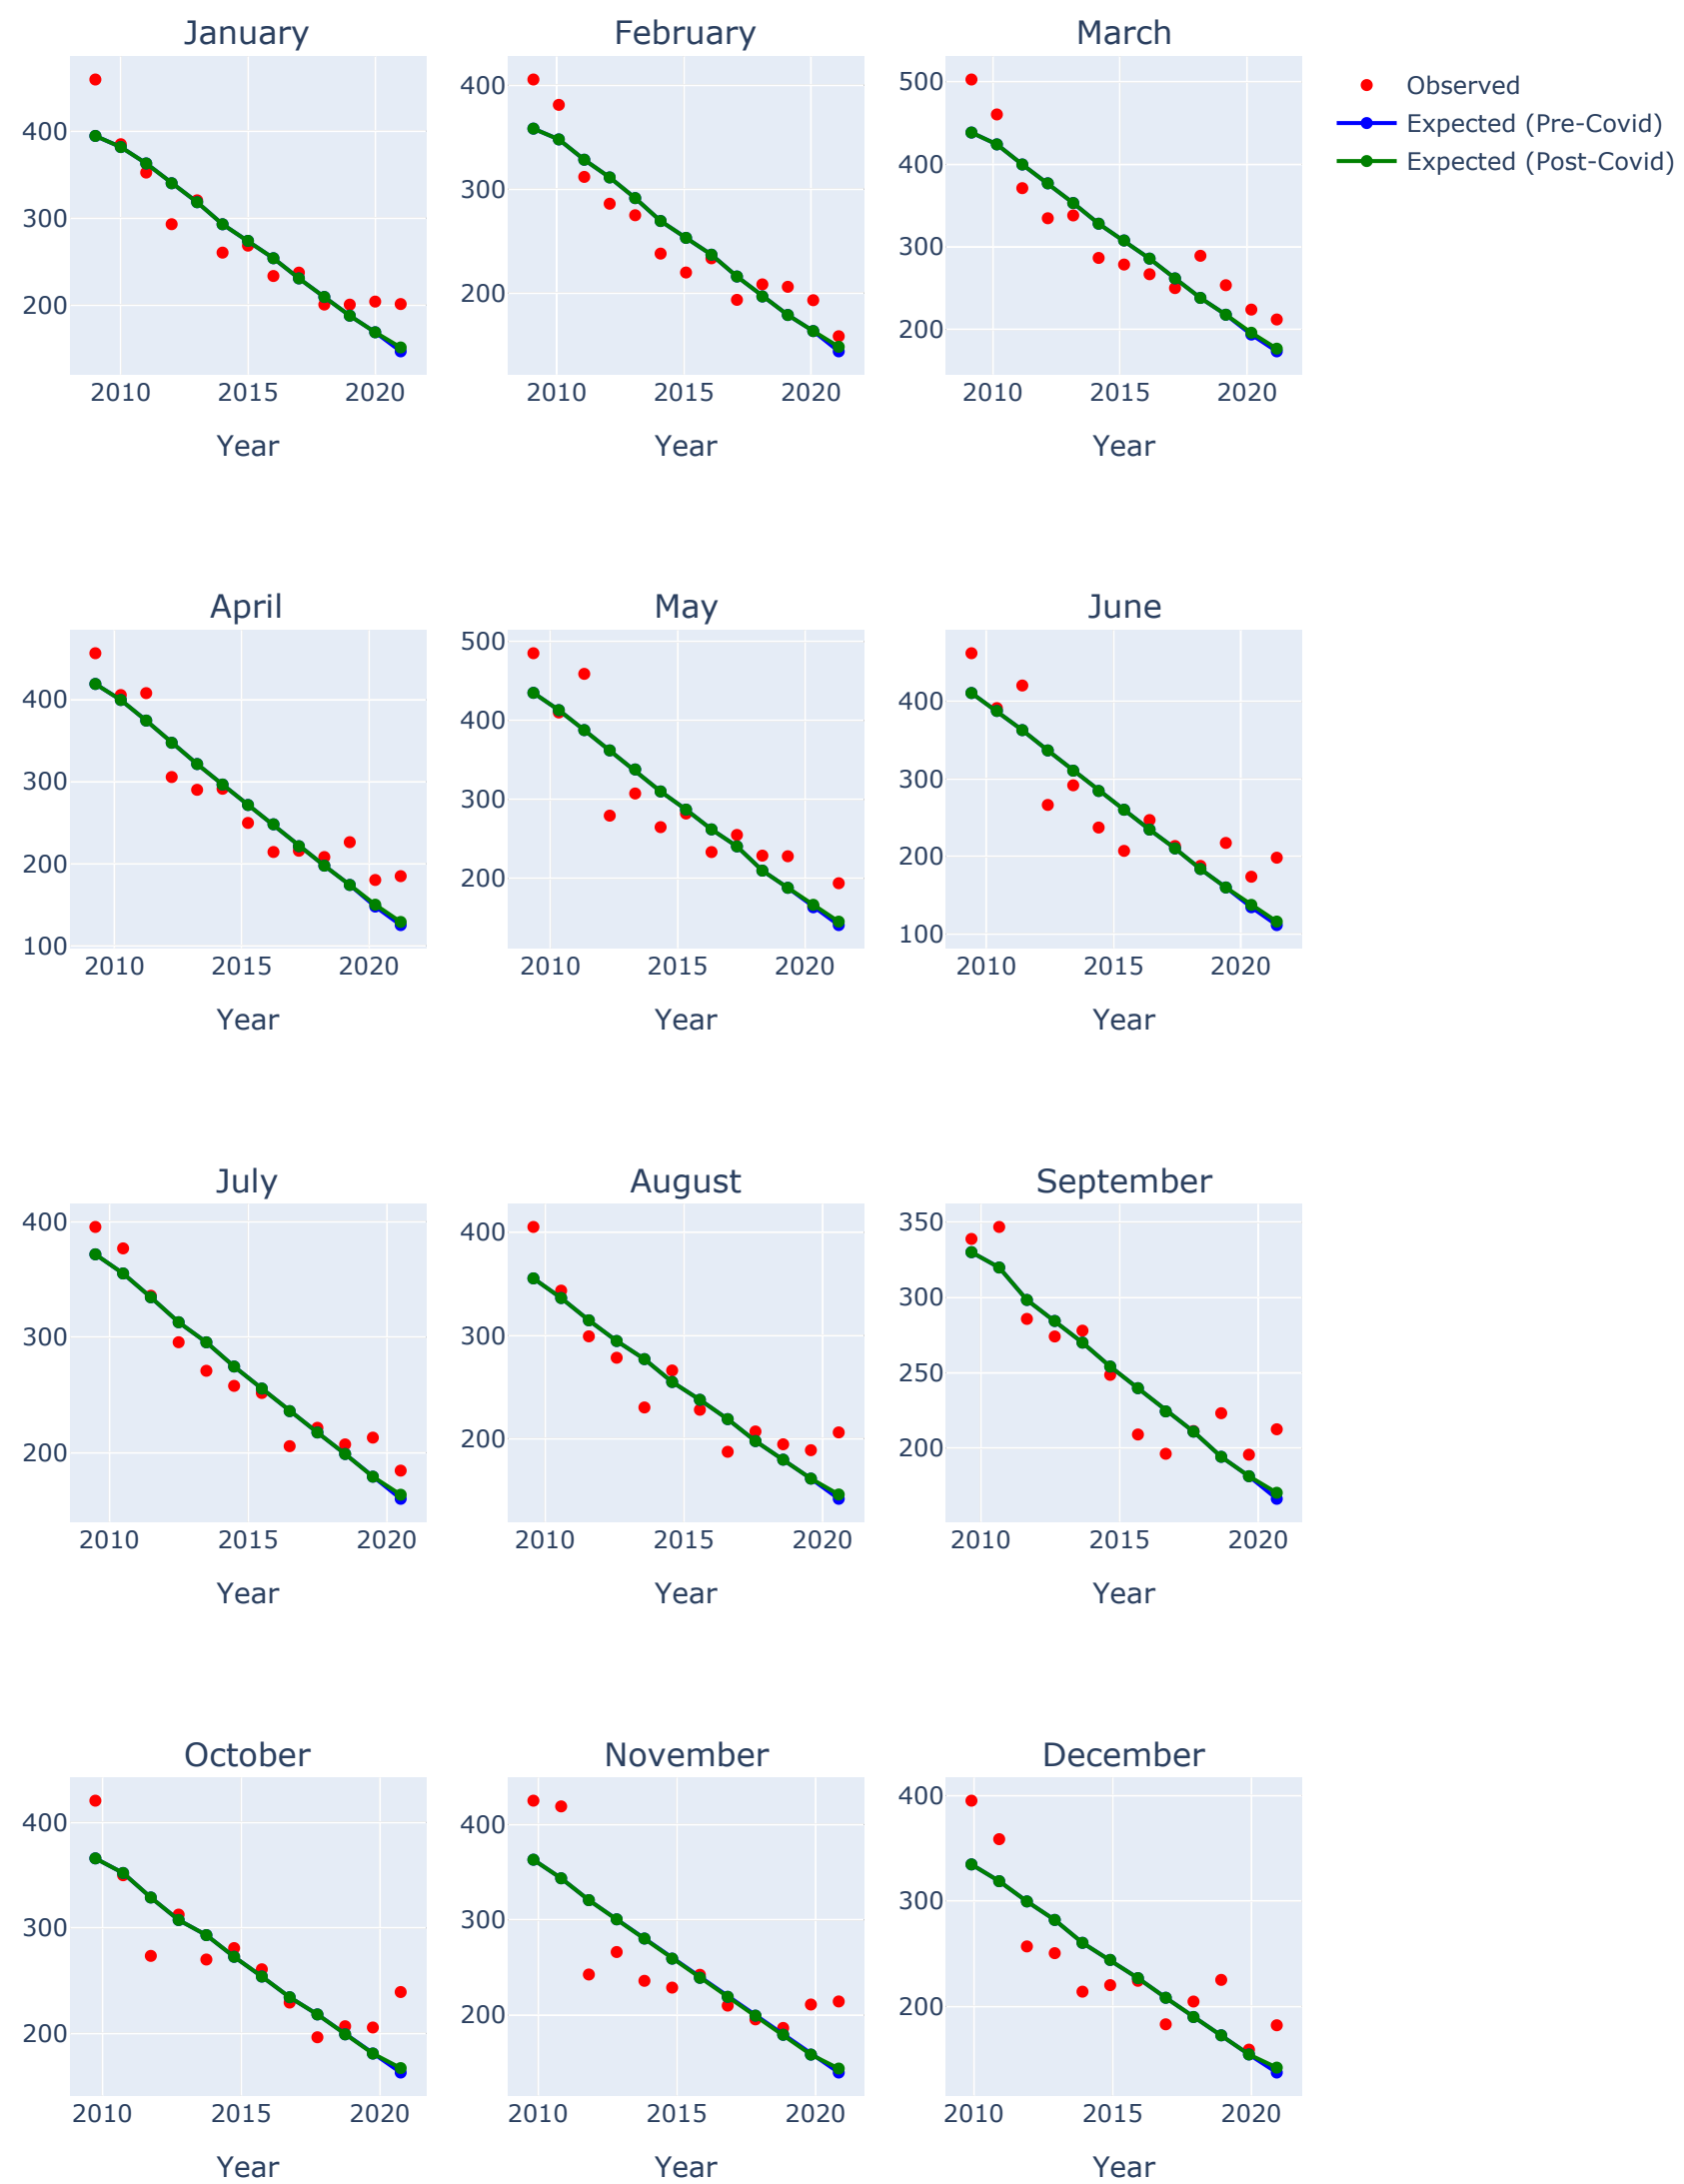 January
February
March
400
300
200
2010
2015
2020
Year
400
300
200
2010
2015
2020
Year
500
400
300
200
2010
2015
2020
Year
Observed
Expected (Pre-Covid)
Expected (Post-Covid)
April
May
June
400
300
200
100
2010
2015
2020
Year
500
400
300
200
2010
2015
2020
Year
400
300
200
100
2010
2015
2020
Year
July
August
September
400
300
200
2010
2015
2020
Year
400
300
200
2010
2015
2020
Year
350
300
250
200
2010
2015
2020
Year
October
November
December
400
300
200
2010
2015
2020
Year
400
300
200
2010
2015
2020
Year
400
300
200
2010
2015
2020
Year